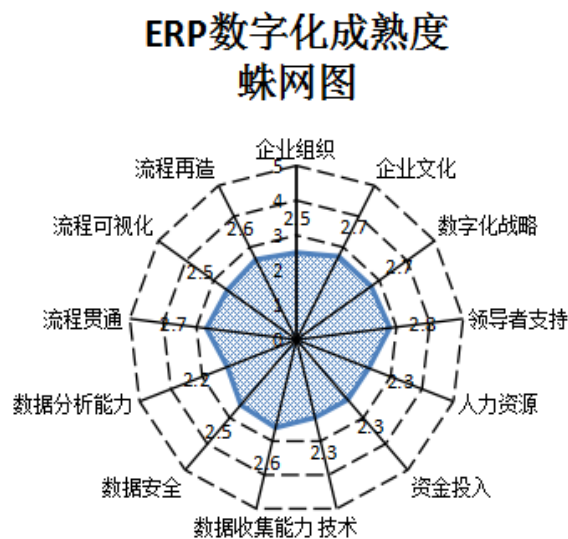 ERP数字化成熟度
蛛网图
企业组织
流程再造
企业文化
5
4
2.5
2.6
2.7
流程可视化
数字化战略
3
2.5
2.7
2
1
流程贯通
2.7
2.8
领导者支持
0
2.2
2.3
数据分析能力
人力资源
2.5
2.3
2.6
2.3
数据安全
资金投入
数据收集能力
技术